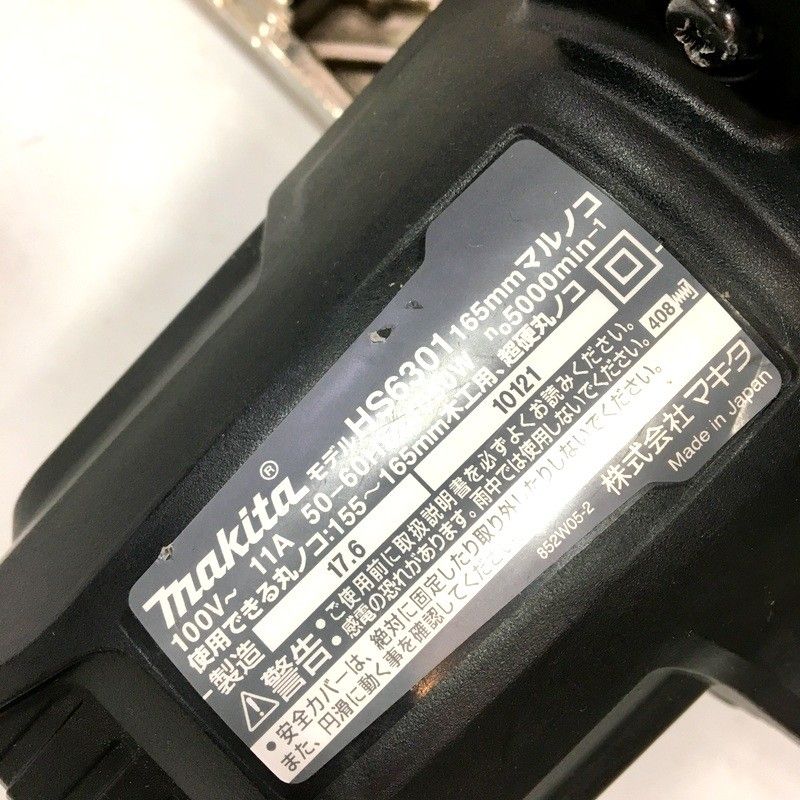 makita® モデル HS6301 165mmマルノコ
100V~ 11A 50-60H W n₀5000min⁻¹
使用できる丸ノコ:155~165mm木工用、超硬丸ノコ
製造 17.6 10121
警告
・ご使用前に取扱説明書を必ずよくお読みください。
・感電の恐れがあります。雨中では使用しないでください。
・安全カバーは、絶対に固定したり取り外したりしないでください。
また、円滑に動く事を確認してください
408
株式会社マキタ
852W05-2 Made in Japan